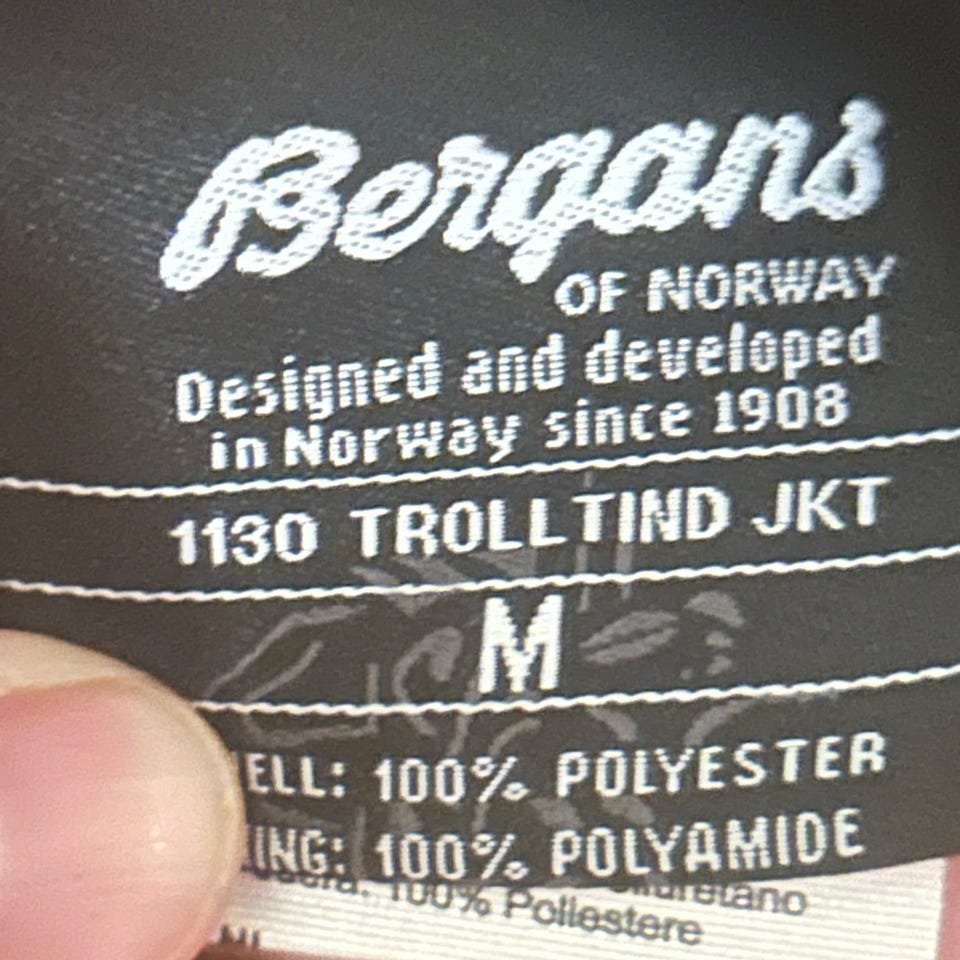 Bergans
OF NORWAY
Designed and developed
in Norway since 1908
1130 TROLLTIND JKT
M
ELL: 100% POLYESTER
ING: 100% POLYAMIDE
100% Poliestere